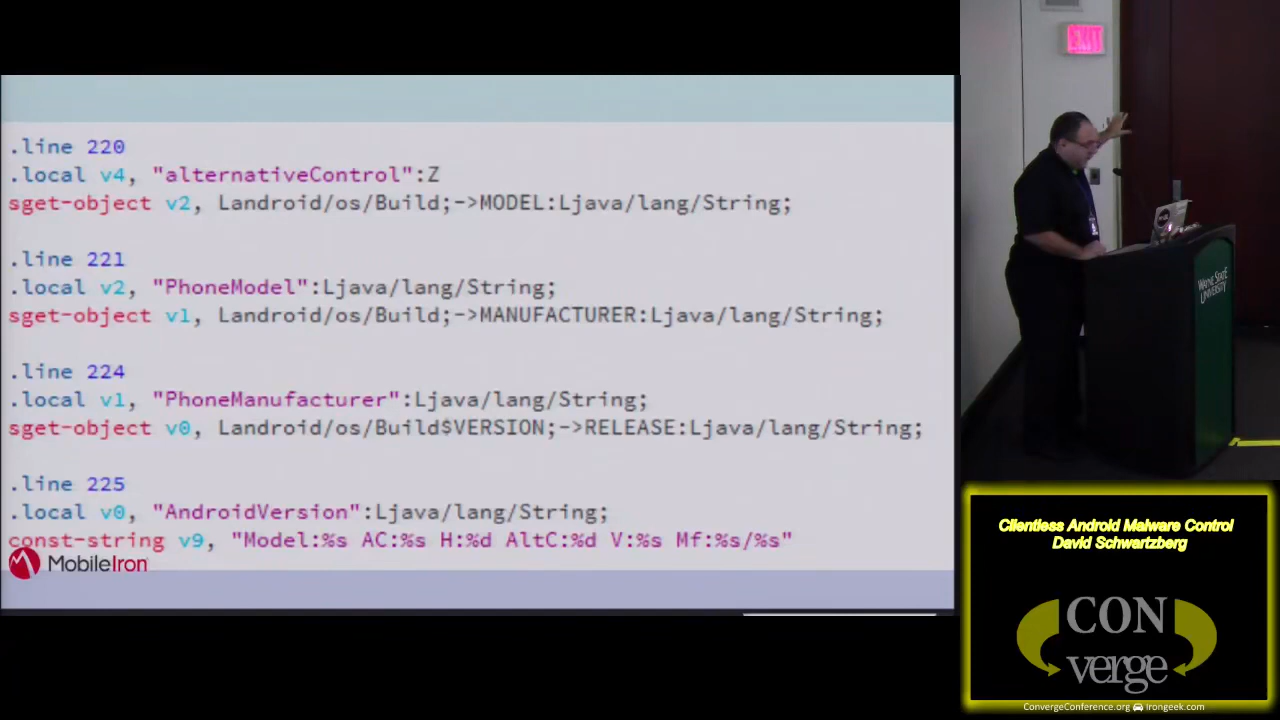 .line 220
.local v4, "alternativeControl":Z
sget-object v2, Landroid/os/Build;->MODEL:Ljava/lang/String;
.line 221
.local v2, "PhoneModel":Ljava/lang/String;
sget-object v1, Landroid/os/Build;->MANUFACTURER:Ljava/lang/String;
.line 224
.local v1, "PhoneManufacturer":Ljava/lang/String;
sget-object v0, Landroid/os/Build$VERSION;->RELEASE:Ljava/lang/String;
.line 225
.local v0, "AndroidVersion":Ljava/lang/String;
const-string v9, "Model:%s AC:%s H:%d AltC:%d V:%s Mf:%s/%s"
MobileIron
EXIT
WAYNE STATE
UNIVERSITY
Clientless Android Malware Control
David Schwartzberg
CON
verge
ConvergeConference.org Irongeek.com